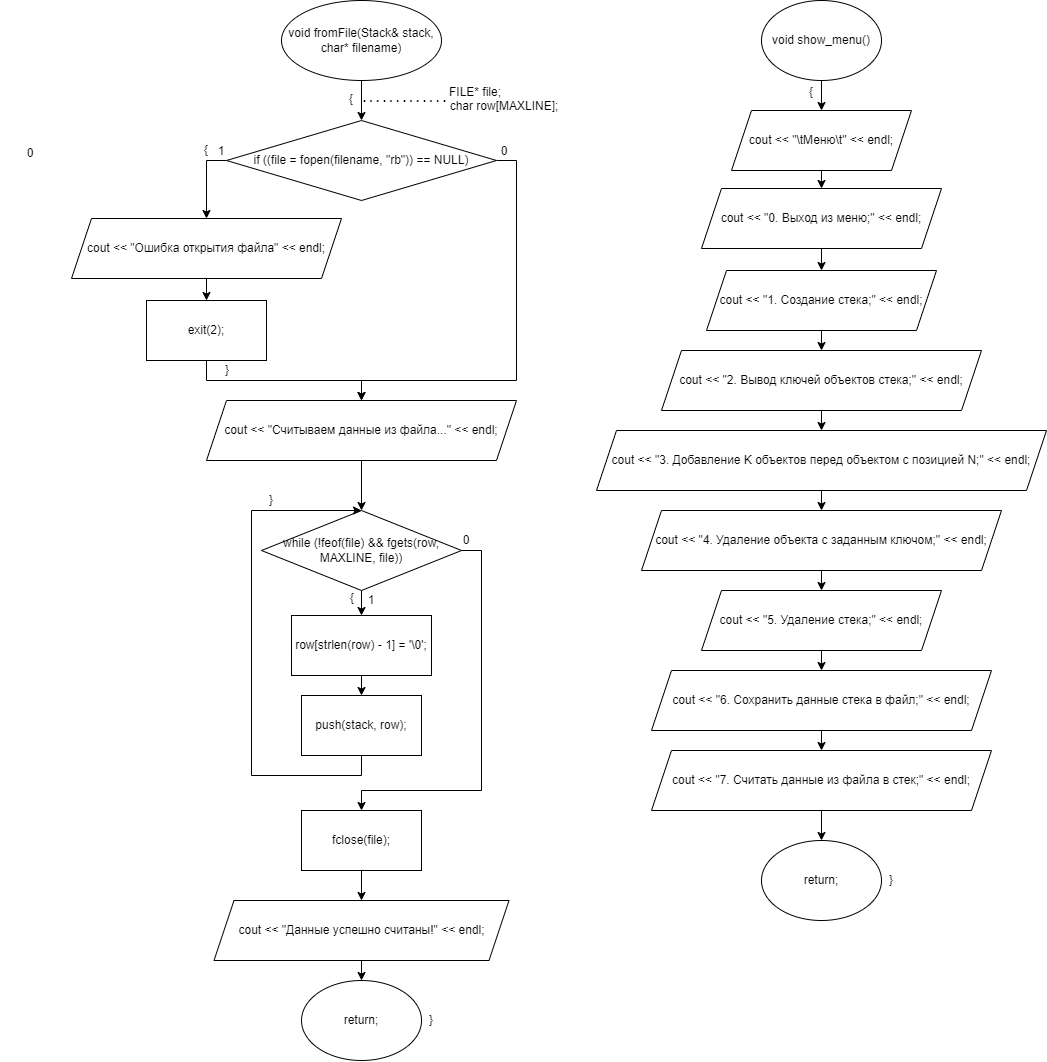 void fromFile(Stack& stack,
char* filename)
{
FILE* file;
char row[MAXLINE];
0
{ 1
if ((file = fopen(filename, "rb")) == NULL)
0
cout << "Ошибка открытия файла" << endl;
exit(2);
}
cout << "Считываем данные из файла..." << endl;
}
while (!feof(file) && fgets(row,
MAXLINE, file))
0
{ 1
row[strlen(row) - 1] = '\0';
push(stack, row);
fclose(file);
cout << "Данные успешно считаны!" << endl;
return;
}
void show_menu()
{
cout << "\tМеню\t" << endl;
cout << "0. Выход из меню;" << endl;
cout << "1. Создание стека;" << endl;
cout << "2. Вывод ключей объектов стека;" << endl;
cout << "3. Добавление K объектов перед объектом с позицией N;" << endl;
cout << "4. Удаление объекта с заданным ключом;" << endl;
cout << "5. Удаление стека;" << endl;
cout << "6. Сохранить данные стека в файл;" << endl;
cout << "7. Считать данные из файла в стек;" << endl;
return;
}